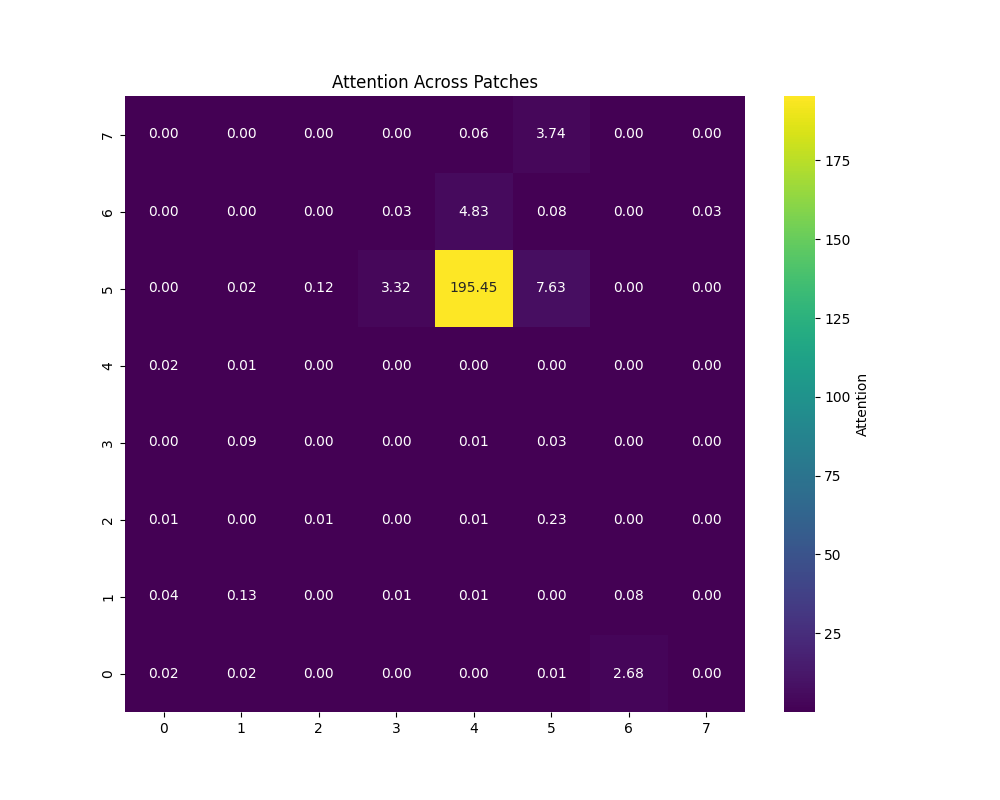 Attention Across Patches
7 0.00 0.00 0.00 0.00 0.06 3.74 0.00 0.00
6 0.00 0.00 0.00 0.03 4.83 0.08 0.00 0.03
5 0.00 0.02 0.12 3.32 195.45 7.63 0.00 0.00
4 0.02 0.01 0.00 0.00 0.00 0.00 0.00 0.00
3 0.00 0.09 0.00 0.00 0.01 0.03 0.00 0.00
2 0.01 0.00 0.01 0.00 0.01 0.23 0.00 0.00
1 0.04 0.13 0.00 0.01 0.01 0.00 0.08 0.00
0 0.02 0.02 0.00 0.00 0.00 0.01 2.68 0.00
0 1 2 3 4 5 6 7
175
150
125
100
75
50
25
Attention